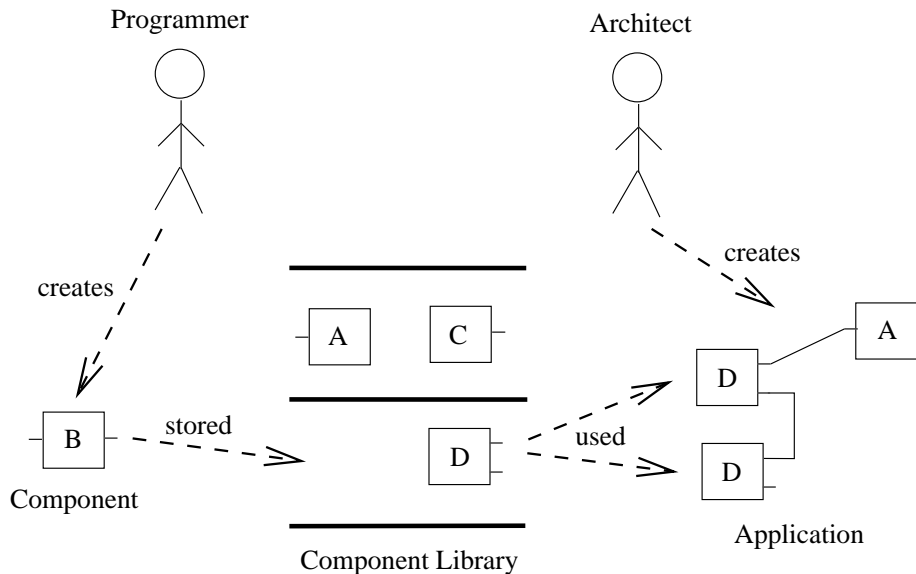 Programmer
Architect
creates
creates
A
C
A
D
B
stored
D
used
D
Component
Application
Component Library